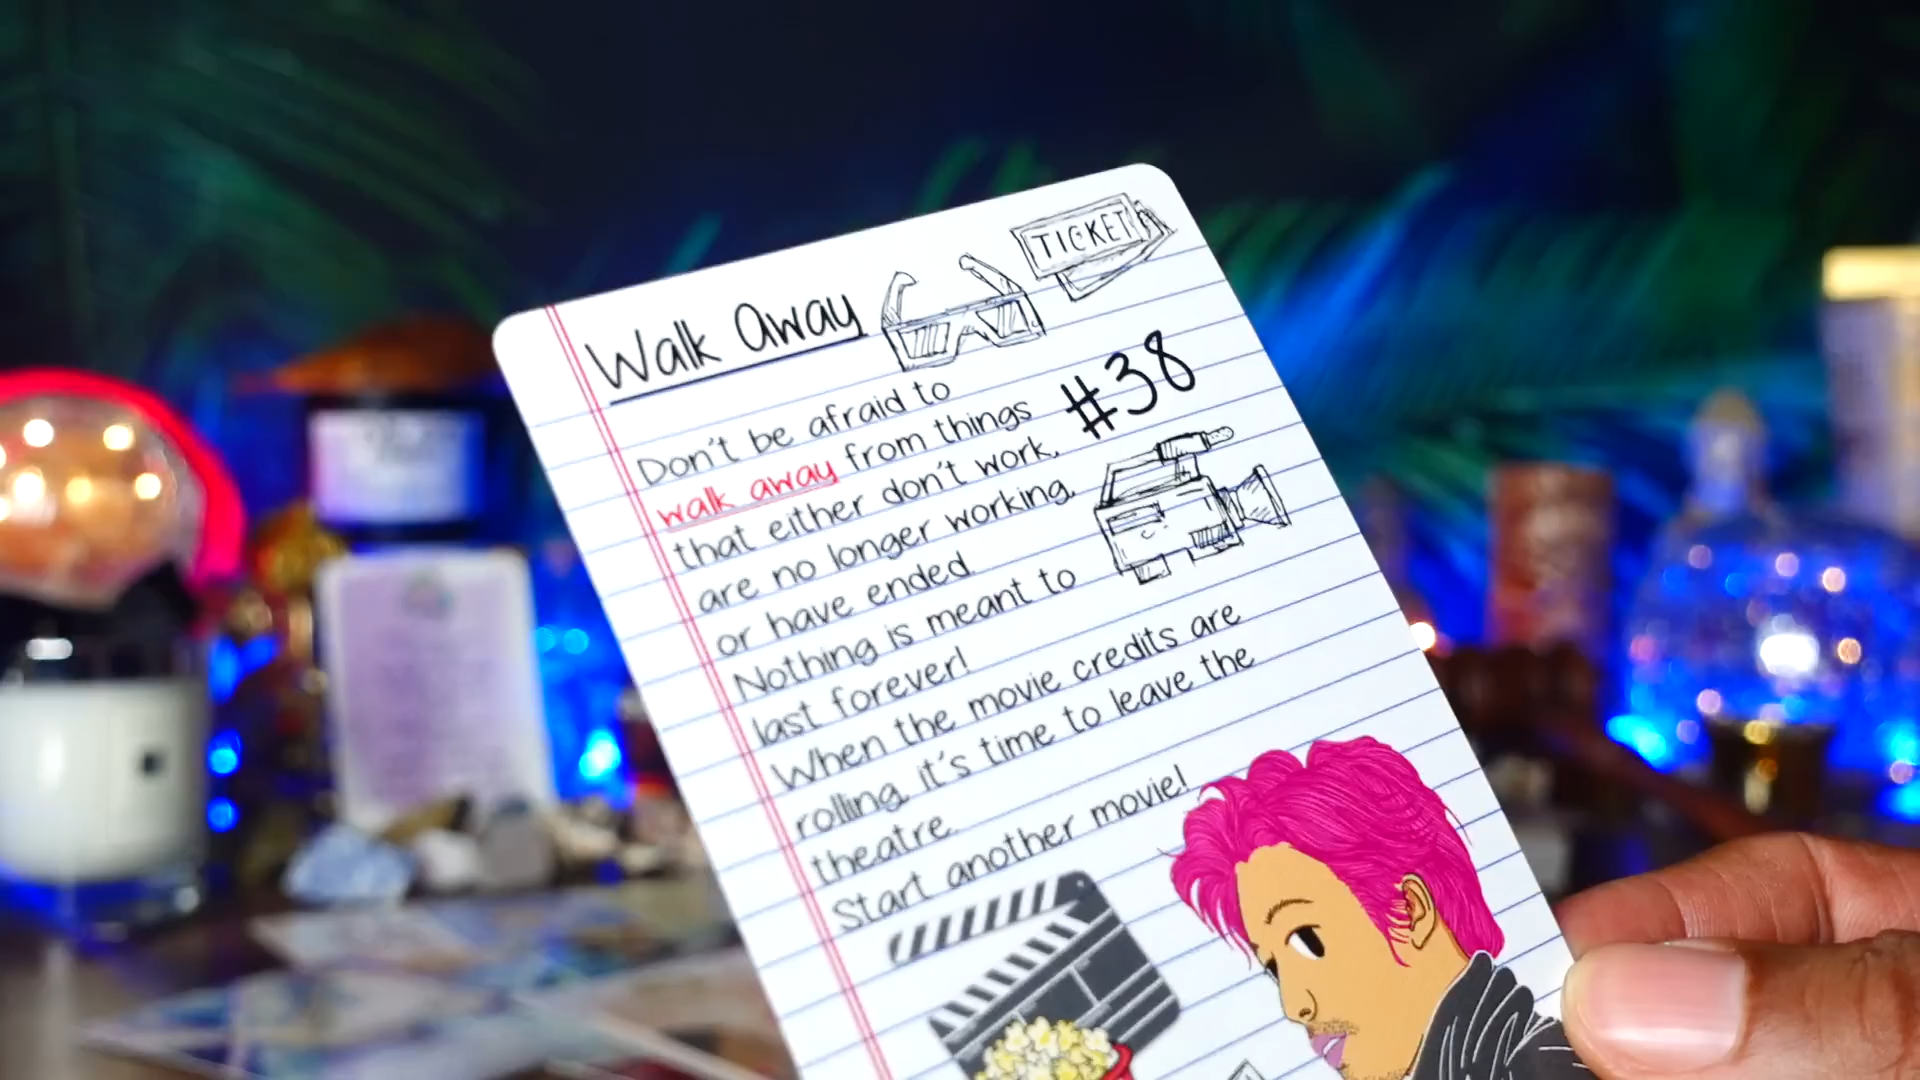 TICKET
Walk Away
#38
Don't be afraid to
walk away from things
that either don't work,
are no longer working,
or have ended.
Nothing is meant to
last forever!
When the movie credits are
rolling, it's time to leave the
theatre.
Start another movie!